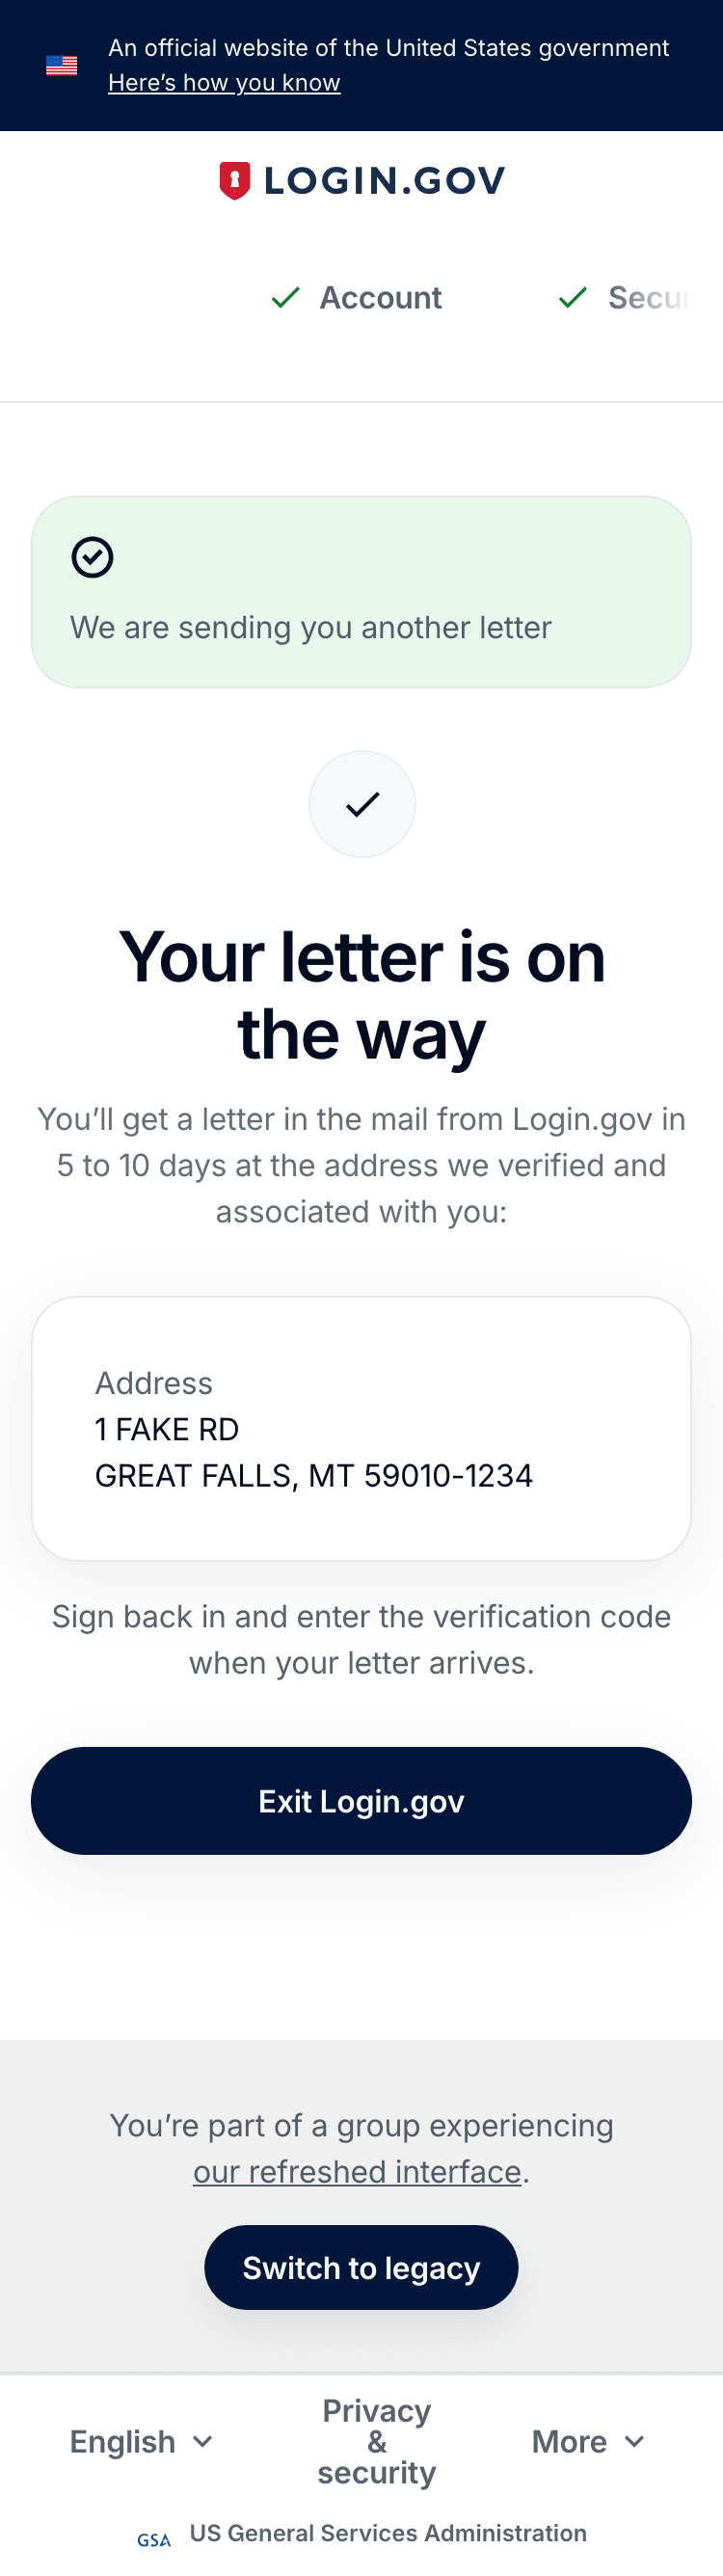 An official website of the United States government
Here’s how you know
LOGIN.GOV
Account
Secur
We are sending you another letter
Your letter is on
the way
You’ll get a letter in the mail from Login.gov in
5 to 10 days at the address we verified and
associated with you:
Address
1 FAKE RD
GREAT FALLS, MT 59010-1234
Sign back in and enter the verification code
when your letter arrives.
Exit Login.gov
You’re part of a group experiencing
our refreshed interface.
Switch to legacy
English
Privacy
&
security
More
GSA US General Services Administration